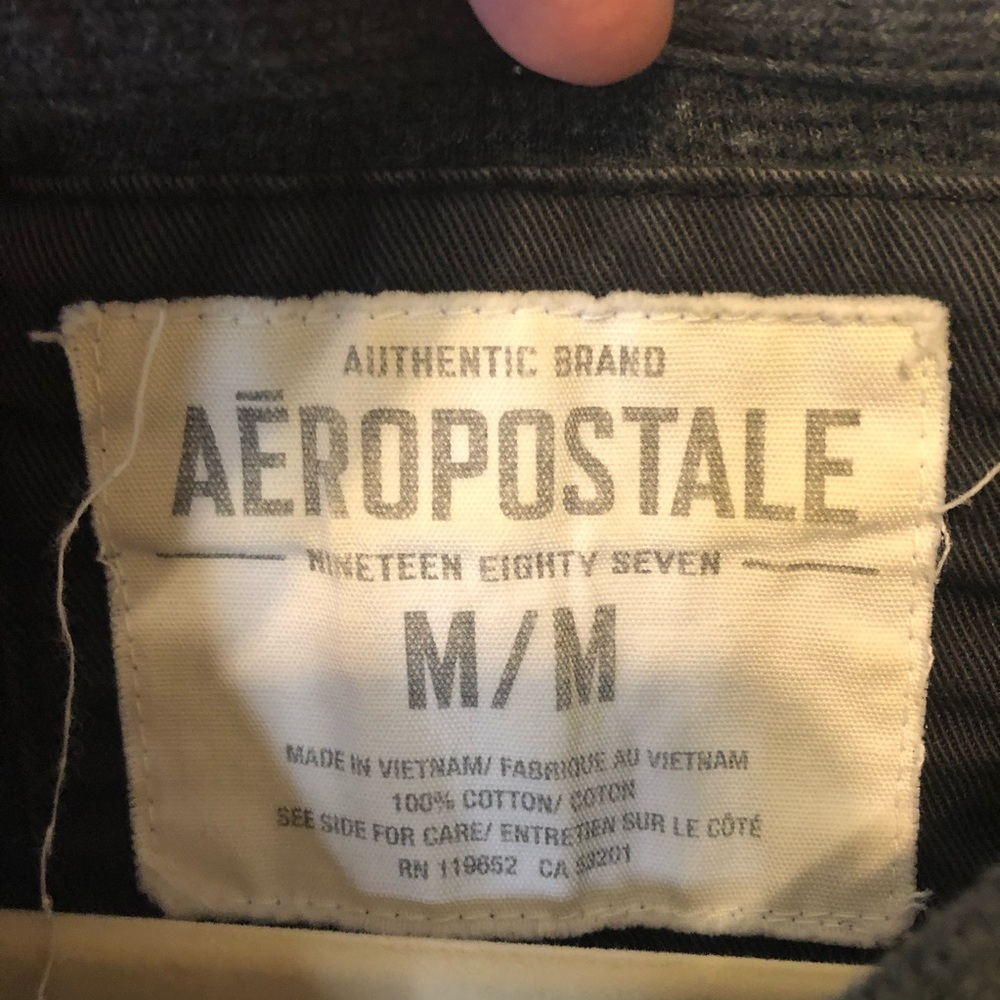 AUTHENTIC BRAND
AĒROPOSTALE
NINETEEN EIGHTY SEVEN
M/M
MADE IN VIETNAM/ FABRIQUE AU VIETNAM
100% COTTON/ COTON
SEE SIDE FOR CARE/ ENTRETIEN SUR LE CÔTÉ
RN 119652 CA 53201